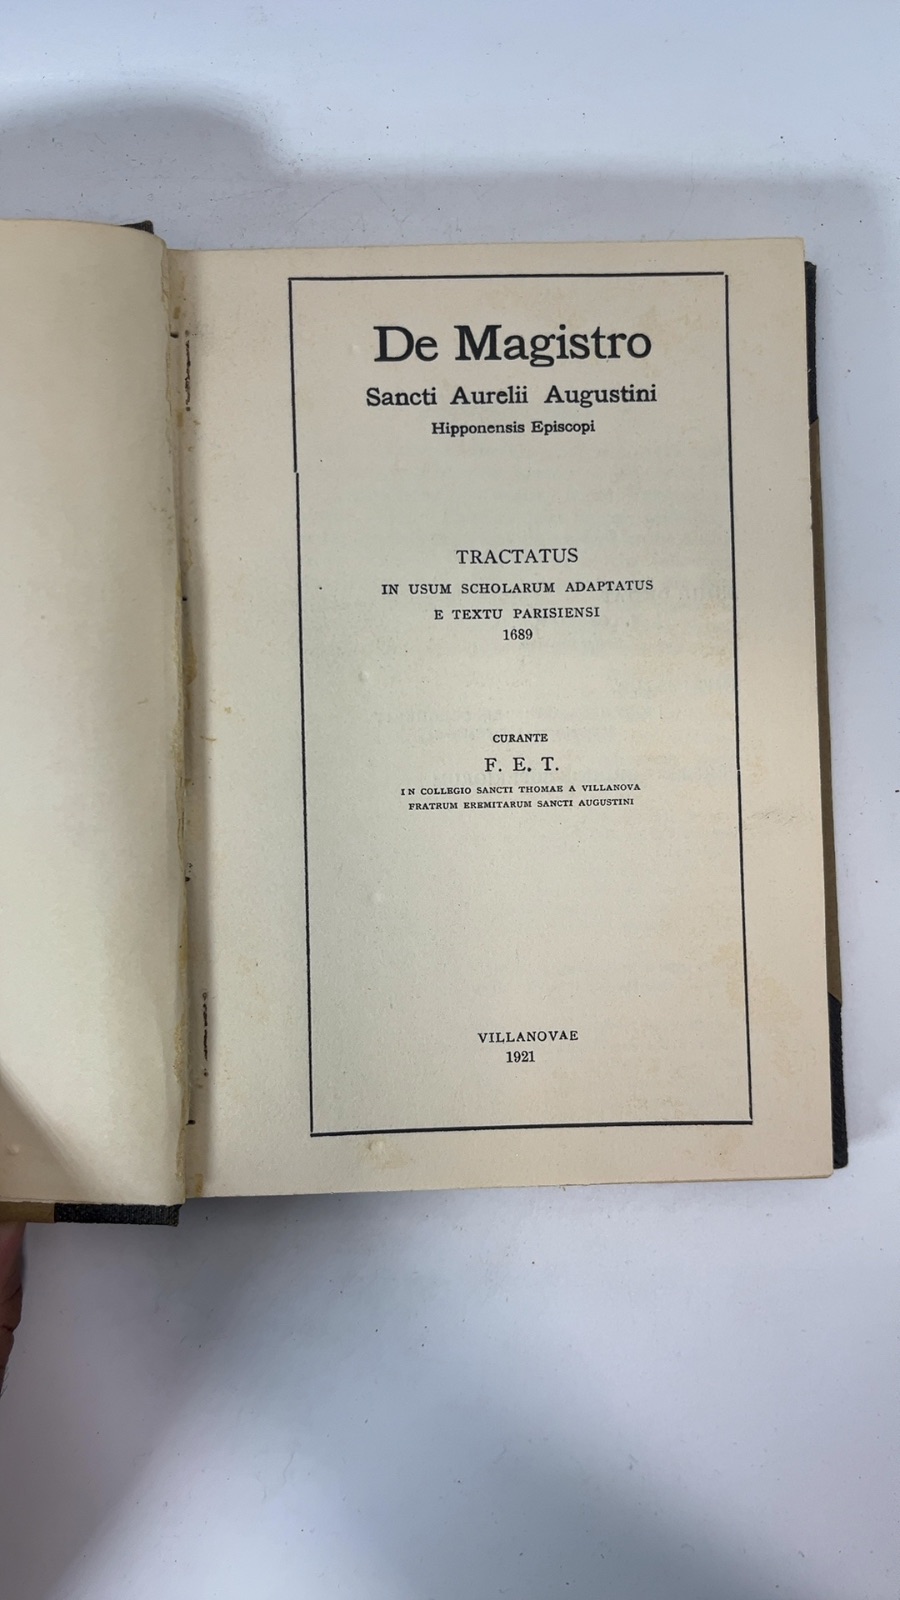 De Magistro
Sancti Aurelii Augustini
Hipponensis Episcopi
TRACTATUS
IN USUM SCHOLARUM ADAPTATUS
E TEXTU PARISIENSI
1689
CURANTE
F. E. T.
IN COLLEGIO SANCTI THOMAE A VILLANOVA
FRATRUM EREMITARUM SANCTI AUGUSTINI
VILLANOVAE
1921